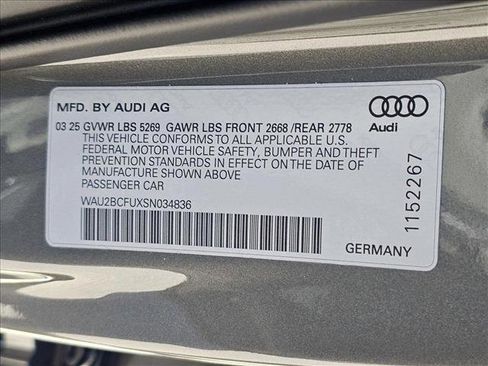 MFD. BY AUDI AG
03 25 GVWR LBS 5269 GAWR LBS FRONT 2668 /REAR 2778
THIS VEHICLE CONFORMS TO ALL APPLICABLE U.S.
FEDERAL MOTOR VEHICLE SAFETY, BUMPER AND THEFT
PREVENTION STANDARDS IN EFFECT ON THE DATE OF
MANUFACTURE SHOWN ABOVE
PASSENGER CAR
WAU2BCFUXSN034836
Audi
1152267
GERMANY